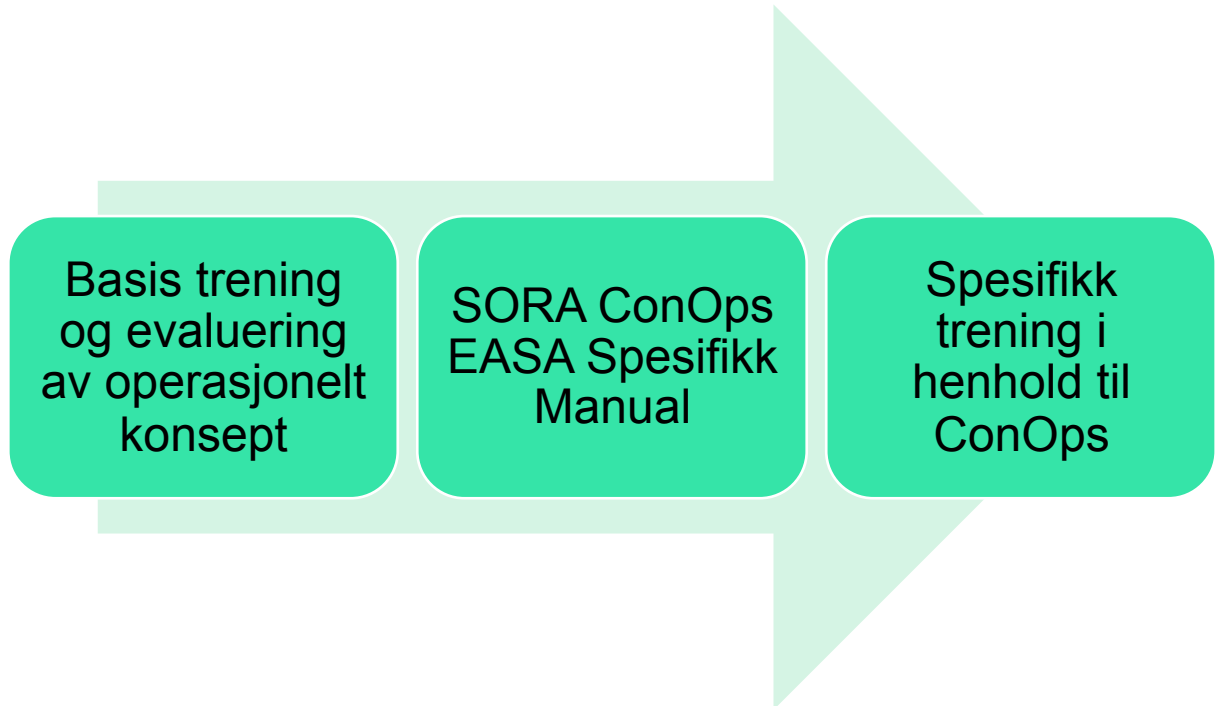 Basis trening
og evaluering
av operasjonelt
konsept
SORA ConOps
EASA Spesifikk
Manual
Spesifikk
trening i
henhold til
ConOps